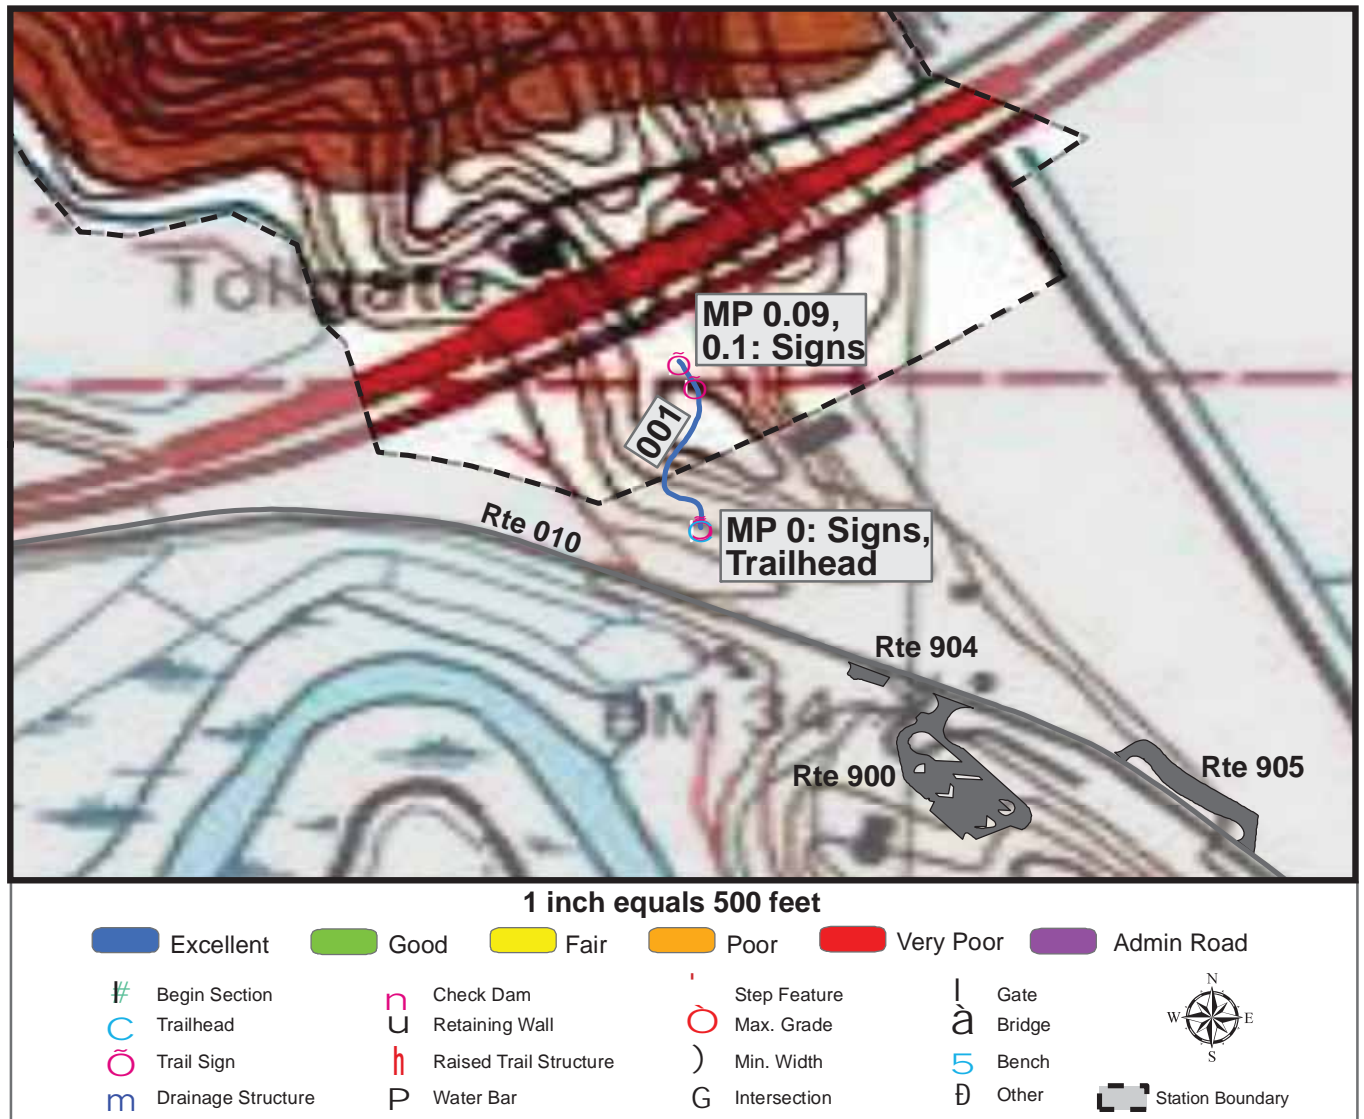 Tokgate
MP 0.09,
0.1: Signs
001
MP 0: Signs,
Trailhead
Rte 010
Rte 904
BM 34
Rte 900
Rte 905
1 inch equals 500 feet
Excellent Good Fair Poor Very Poor Admin Road
# Begin Section n Check Dam ' Step Feature l Gate
C Trailhead u Retaining Wall Ò Max. Grade à Bridge
Õ Trail Sign h Raised Trail Structure ) Min. Width 5 Bench
m Drainage Structure P Water Bar G Intersection Ð Other Station Boundary
N
W E
S